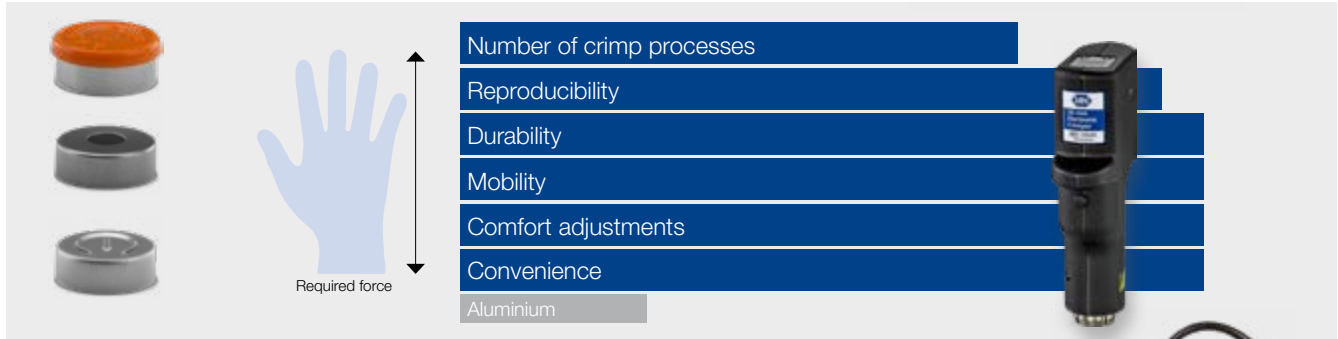 Number of crimp processes
Reproducibility
Durability
Mobility
Comfort adjustments
Convenience
Required force
Aluminium